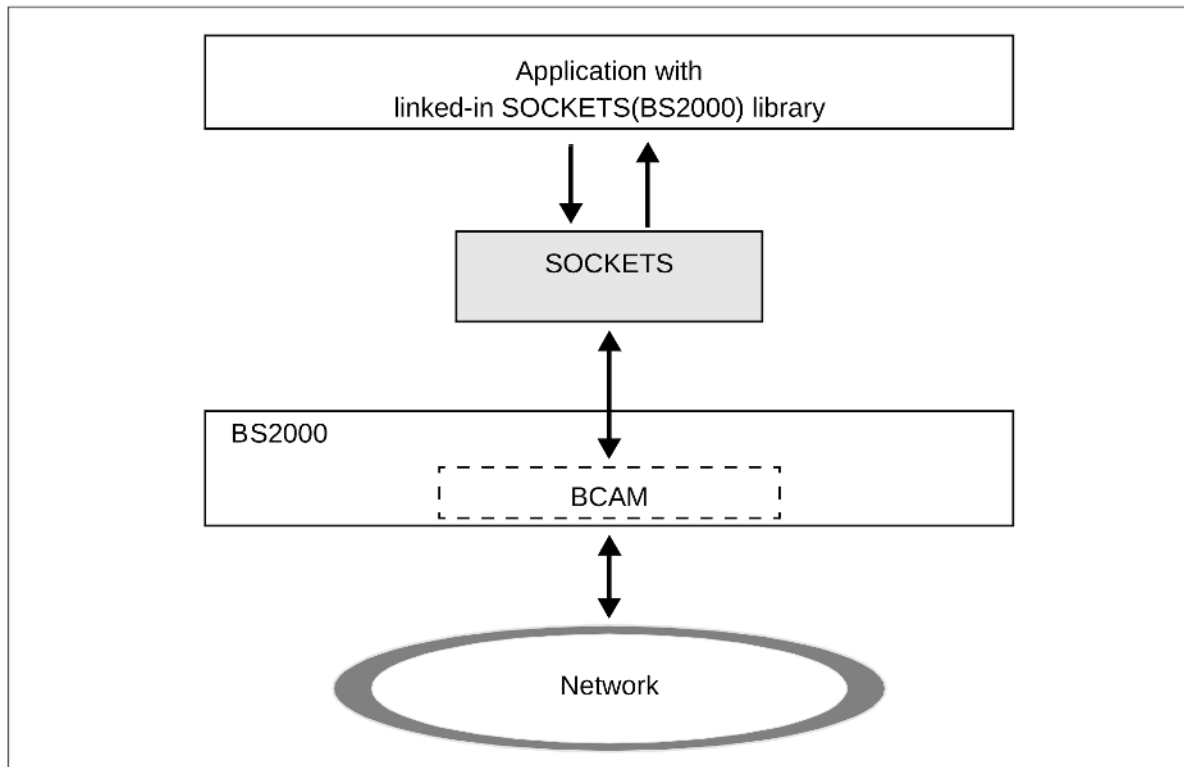 Application with
linked-in SOCKETS(BS2000) library
SOCKETS
BS2000
BCAM
Network